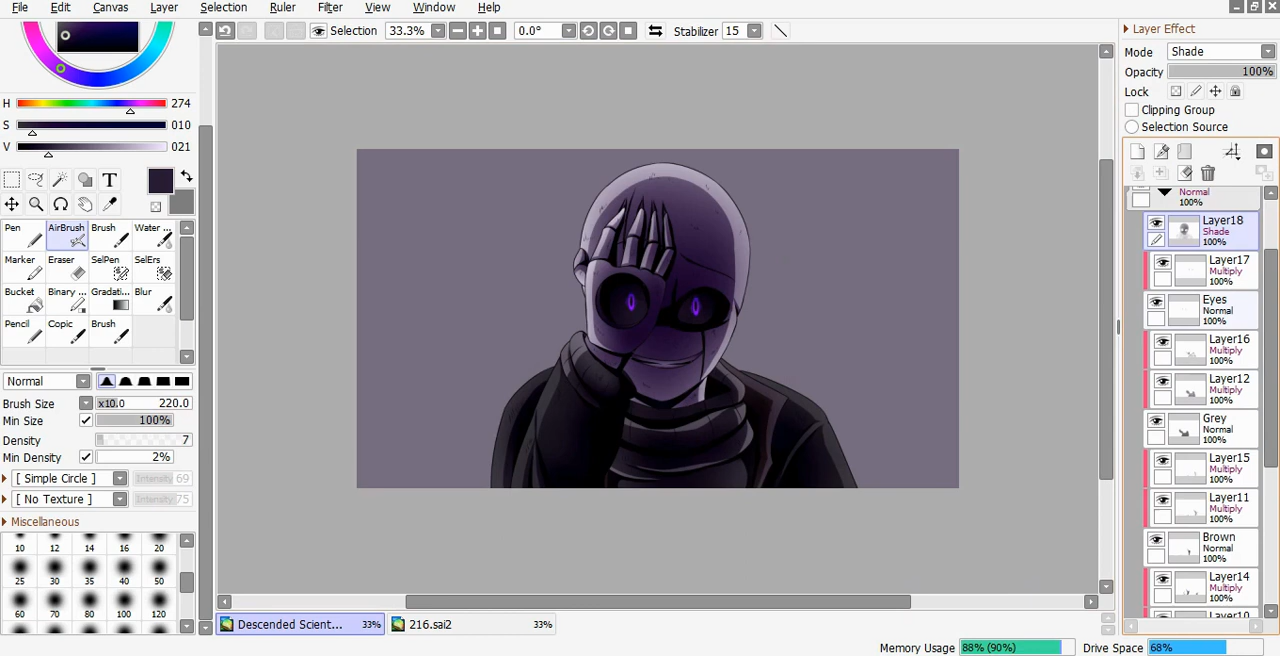 File Edit Canvas Layer Selection Ruler Filter View Window Help
Selection 33.3% 0.0° Stabilizer 15
H 274
S 010
V 021
T
Pen AirBrush Brush Water ...
Marker Eraser SelPen SelErs
Bucket Binary ... Gradati... Blur
Pencil Copic Brush
Normal
Brush Size x10.0 220.0
Min Size 100%
Density 7
Min Density 2%
[ Simple Circle ] Intensity 69
[ No Texture ] Intensity 75
Miscellaneous
10 12 14 16 20
25 30 35 40 50
60 70 80 100 120
Descended Scient... 33% 216.sai2 33%
Layer Effect
Mode Shade
Opacity 100%
Lock
Clipping Group
Selection Source
Normal
100%
Layer18
Shade
100%
Layer17
Multiply
100%
Eyes
Normal
100%
Layer16
Multiply
100%
Layer12
Multiply
100%
Grey
Normal
100%
Layer15
Multiply
100%
Layer11
Multiply
100%
Brown
Normal
100%
Layer14
Multiply
100%
Layer10
Memory Usage 88% (90%) Drive Space 68%